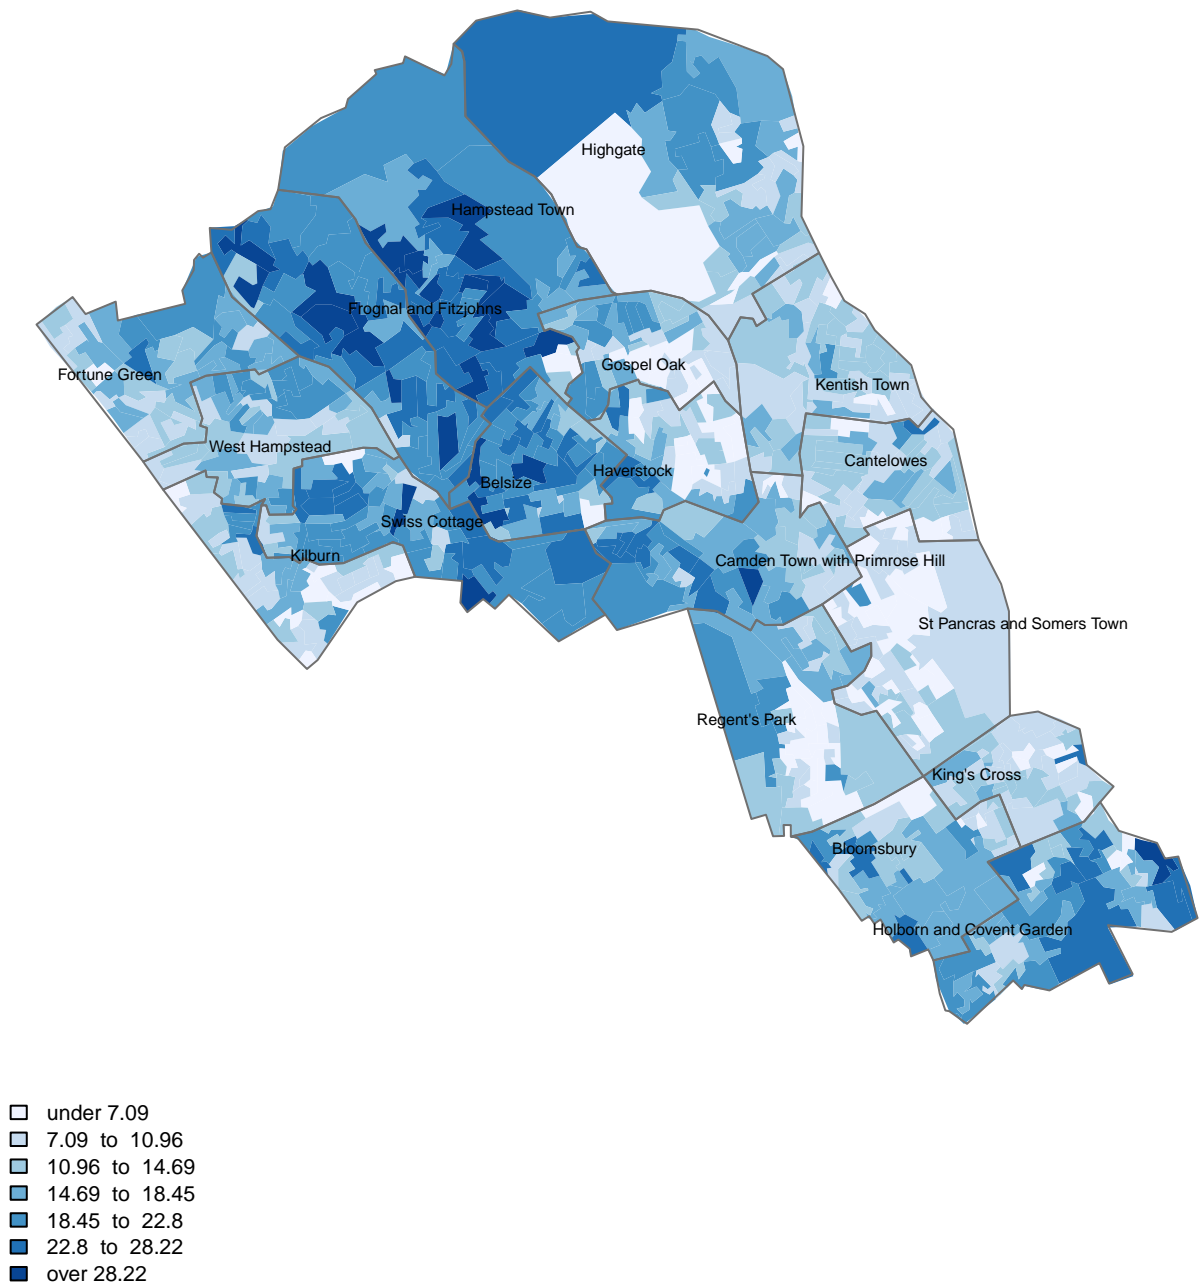 Highgate
Hampstead Town
Frognal and Fitzjohns
Gospel Oak
Fortune Green
Kentish Town
West Hampstead
Cantelowes
Haverstock
Belsize
Swiss Cottage
Kilburn
Camden Town with Primrose Hill
St Pancras and Somers Town
Regent's Park
King's Cross
Bloomsbury
Holborn and Covent Garden
under 7.09
7.09 to 10.96
10.96 to 14.69
14.69 to 18.45
18.45 to 22.8
22.8 to 28.22
over 28.22